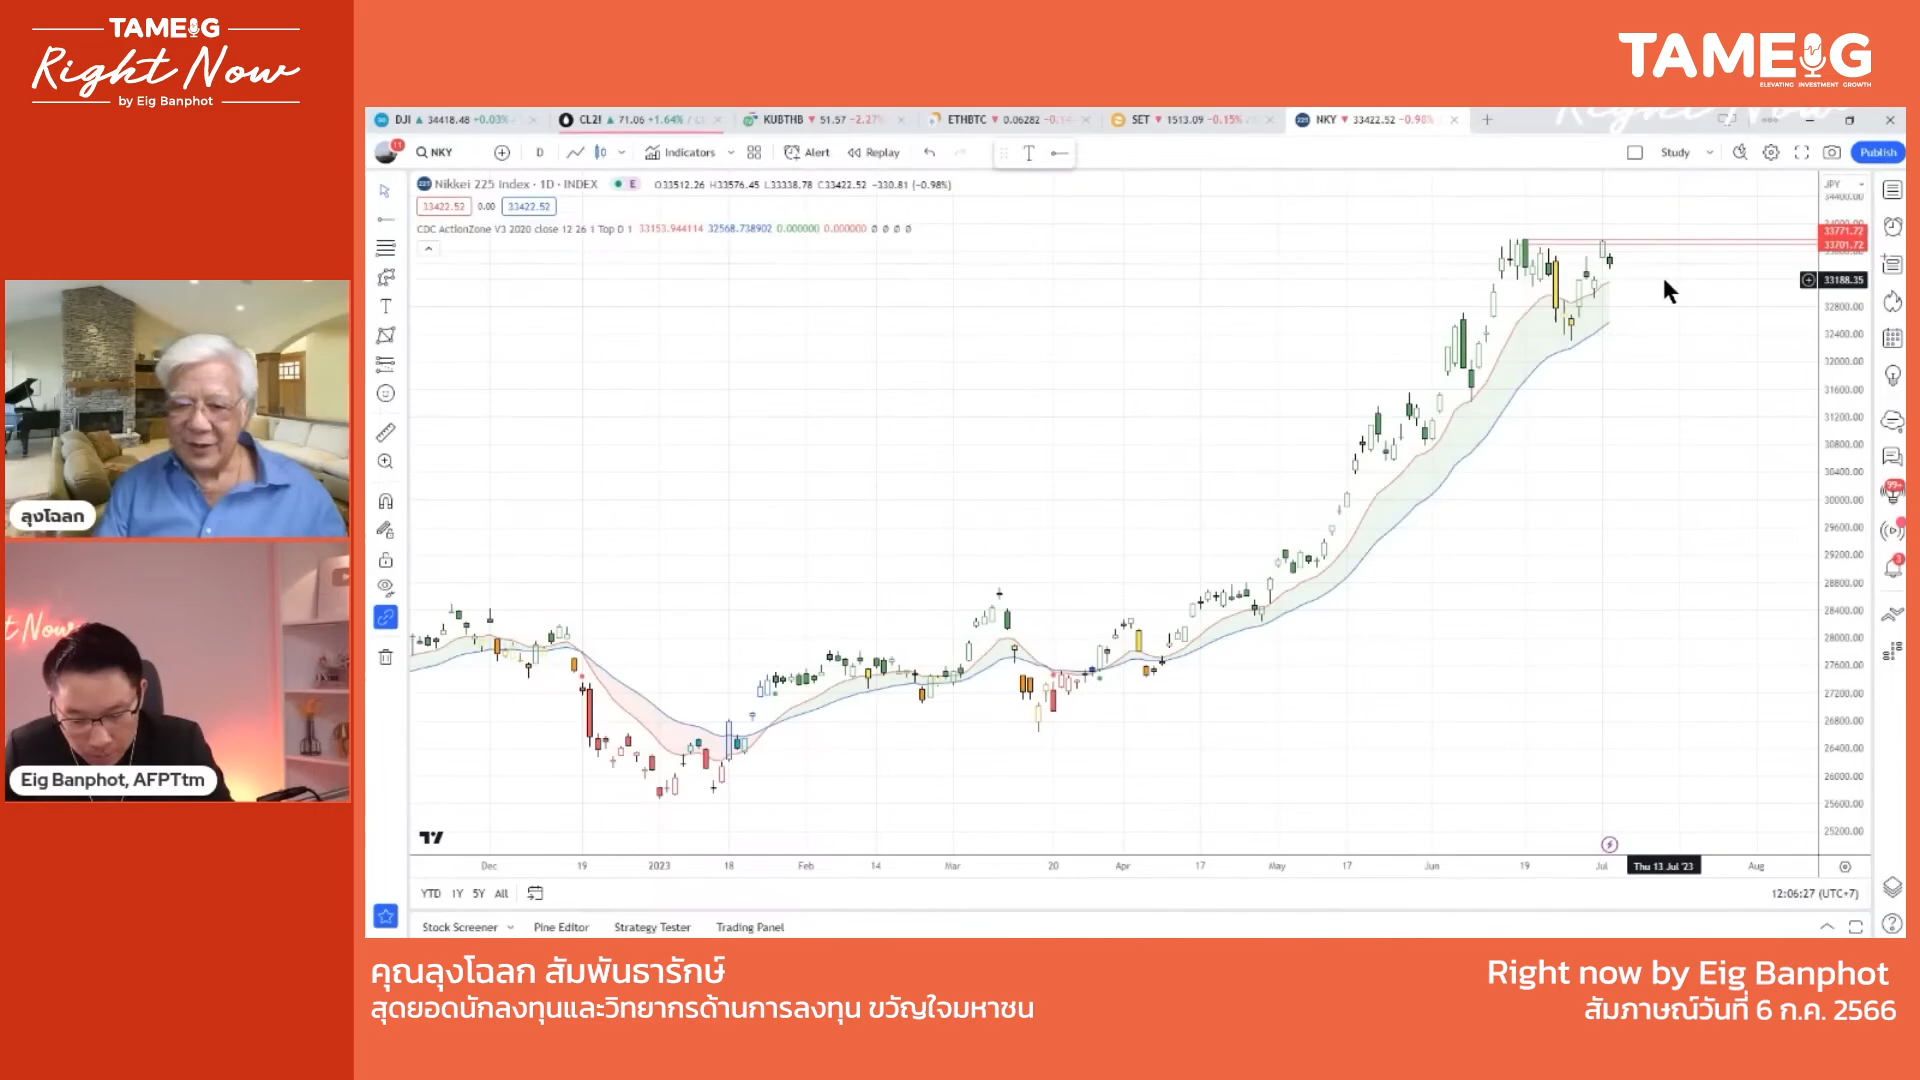 TAMEIG
Right Now
by Eig Banphot
TAMEIG
ELEVATING INVESTMENT GROWTH
DJI 34418.48 +0.03%
CL2! 71.06 +1.64%
KUBTHB 51.57 -2.27%
ETHBTC 0.06282
SET 1513.09 -0.15%
NKY 33422.52 -0.98%
11
NKY
D
Indicators
Alert
Replay
T
Study
Publish
Nikkei 225 Index · 1D · INDEX
E
O33512.26 H33576.45 L33338.78 C33422.52 -330.81 (-0.98%)
33422.52 0.00 33422.52
CDC ActionZone V3 2020 close 12 26 1 Top D 1 33153.944114 32568.738902 0.000000 0.000000 ∅ ∅ ∅ ∅
JPY
34400.00
33771.72
33701.72
33188.35
32800.00
32400.00
32000.00
31600.00
31200.00
30800.00
30400.00
30000.00
29600.00
29200.00
28800.00
28400.00
28000.00
27600.00
27200.00
26800.00
26400.00
26000.00
25600.00
25200.00
99+
3
ลุงโฉลก
t Now
Eig Banphot, AFPTtm
Dec 19 2023 18 Feb 14 Mar 20 Apr 17 May 17 Jun 19 Jul Thu 13 Jul '23 Aug
YTD 1Y 5Y All
12:06:27 (UTC+7)
Stock Screener Pine Editor Strategy Tester Trading Panel
คุณลุงโฉลก สัมพันธารักษ์
สุดยอดนักลงทุนและวิทยากรด้านการลงทุน ขวัญใจมหาชน
Right now by Eig Banphot
สัมภาษณ์วันที่ 6 ก.ค. 2566